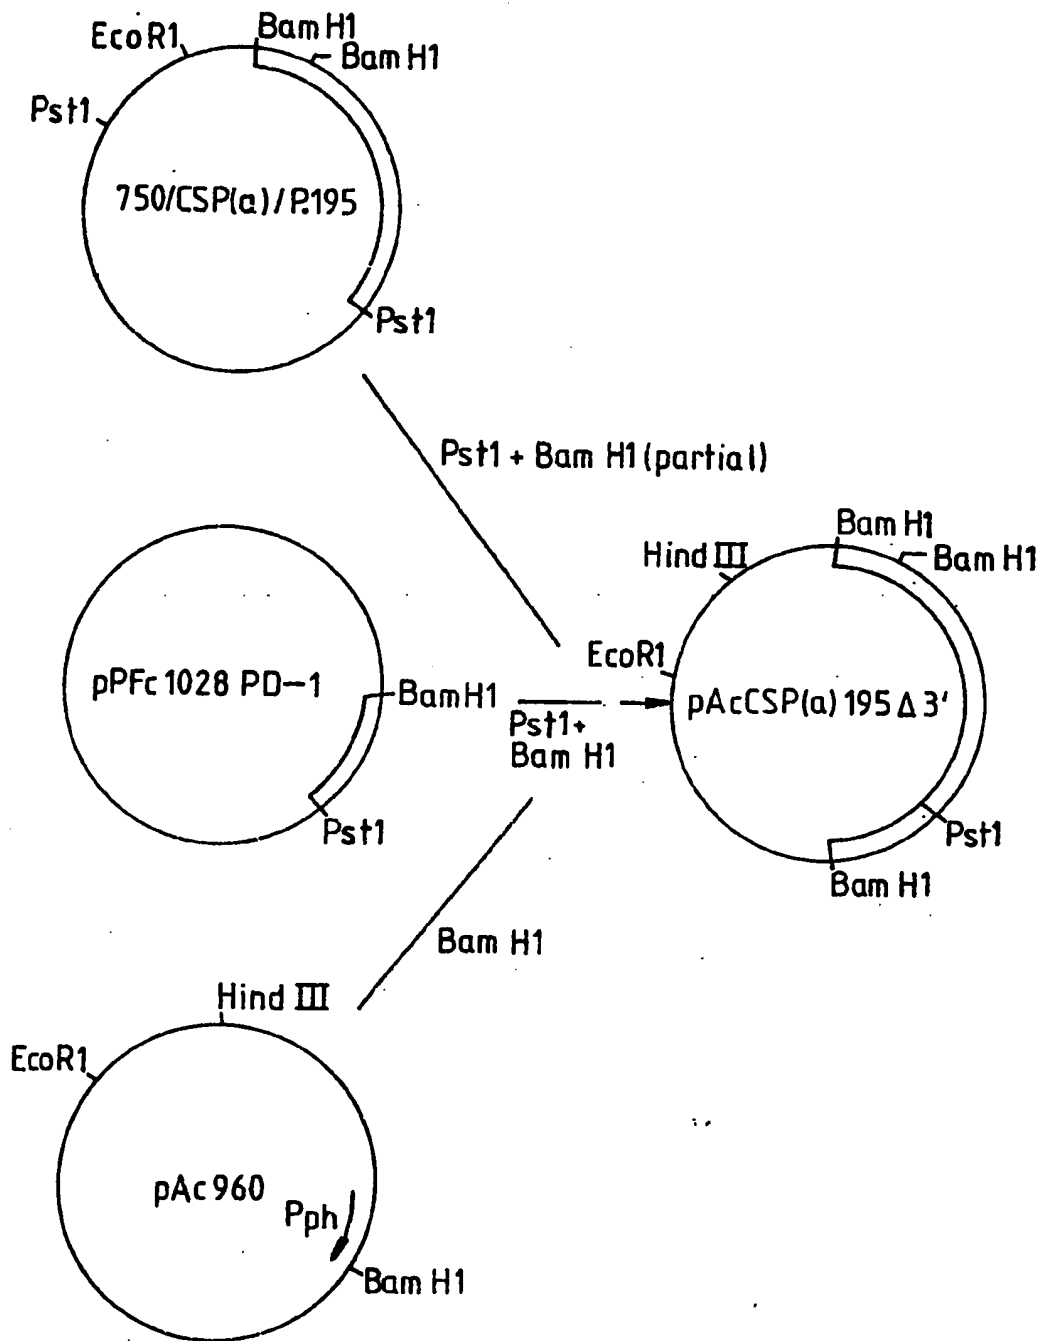 EcoR1
Bam H1
Bam H1
Pst1
750/CSP(a)/P.195
Pst1
Pst1 + Bam H1 (partial)
Bam H1
Hind III
Bam H1
EcoR1
pPFc 1028 PD-1
BamH1
pAcCSP(a) 195 Δ 3'
Pst1+
Bam H1
Pst1
Pst1
Bam H1
Bam H1
Hind III
EcoR1
pAc 960
Pph
Bam H1